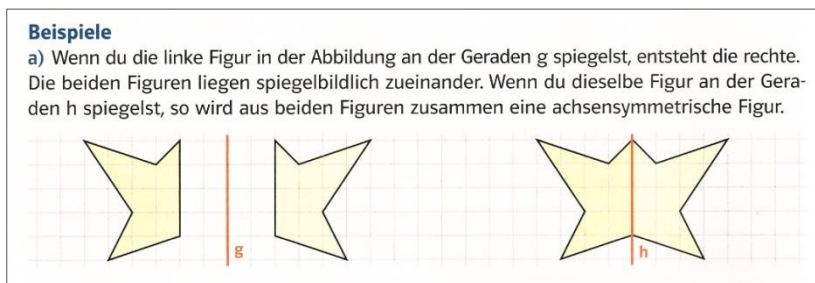 Beispiele
a) Wenn du die linke Figur in der Abbildung an der Geraden g spiegelst, entsteht die rechte.
Die beiden Figuren liegen spiegelbildlich zueinander. Wenn du dieselbe Figur an der Gera-
den h spiegelst, so wird aus beiden Figuren zusammen eine achsensymmetrische Figur.
g
h